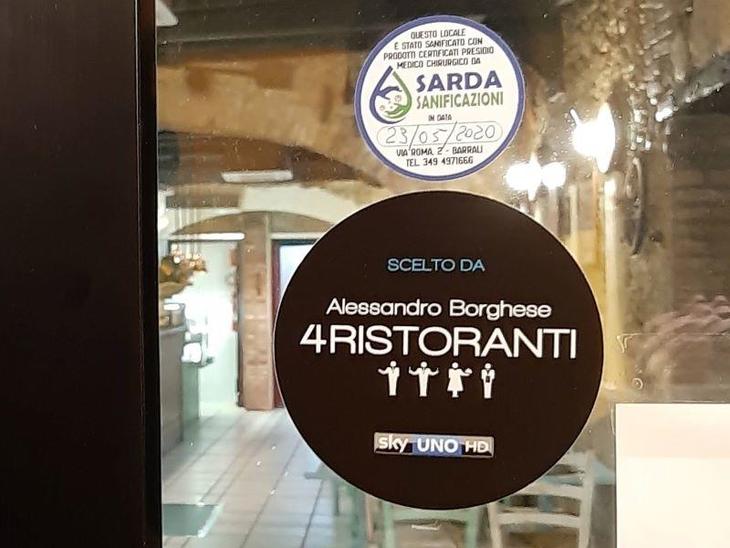 QUESTO LOCALE
È STATO SANIFICATO CON
PRODOTTI CERTIFICATI PRESIDIO
MEDICO CHIRURGICO DA
SARDA
SANIFICAZIONI
IN DATA
23/05/2020
VIA ROMA, 2 - BARRALI
TEL. 349 4971666
SCELTO DA
Alessandro Borghese
4RISTORANTI
sky UNO HD